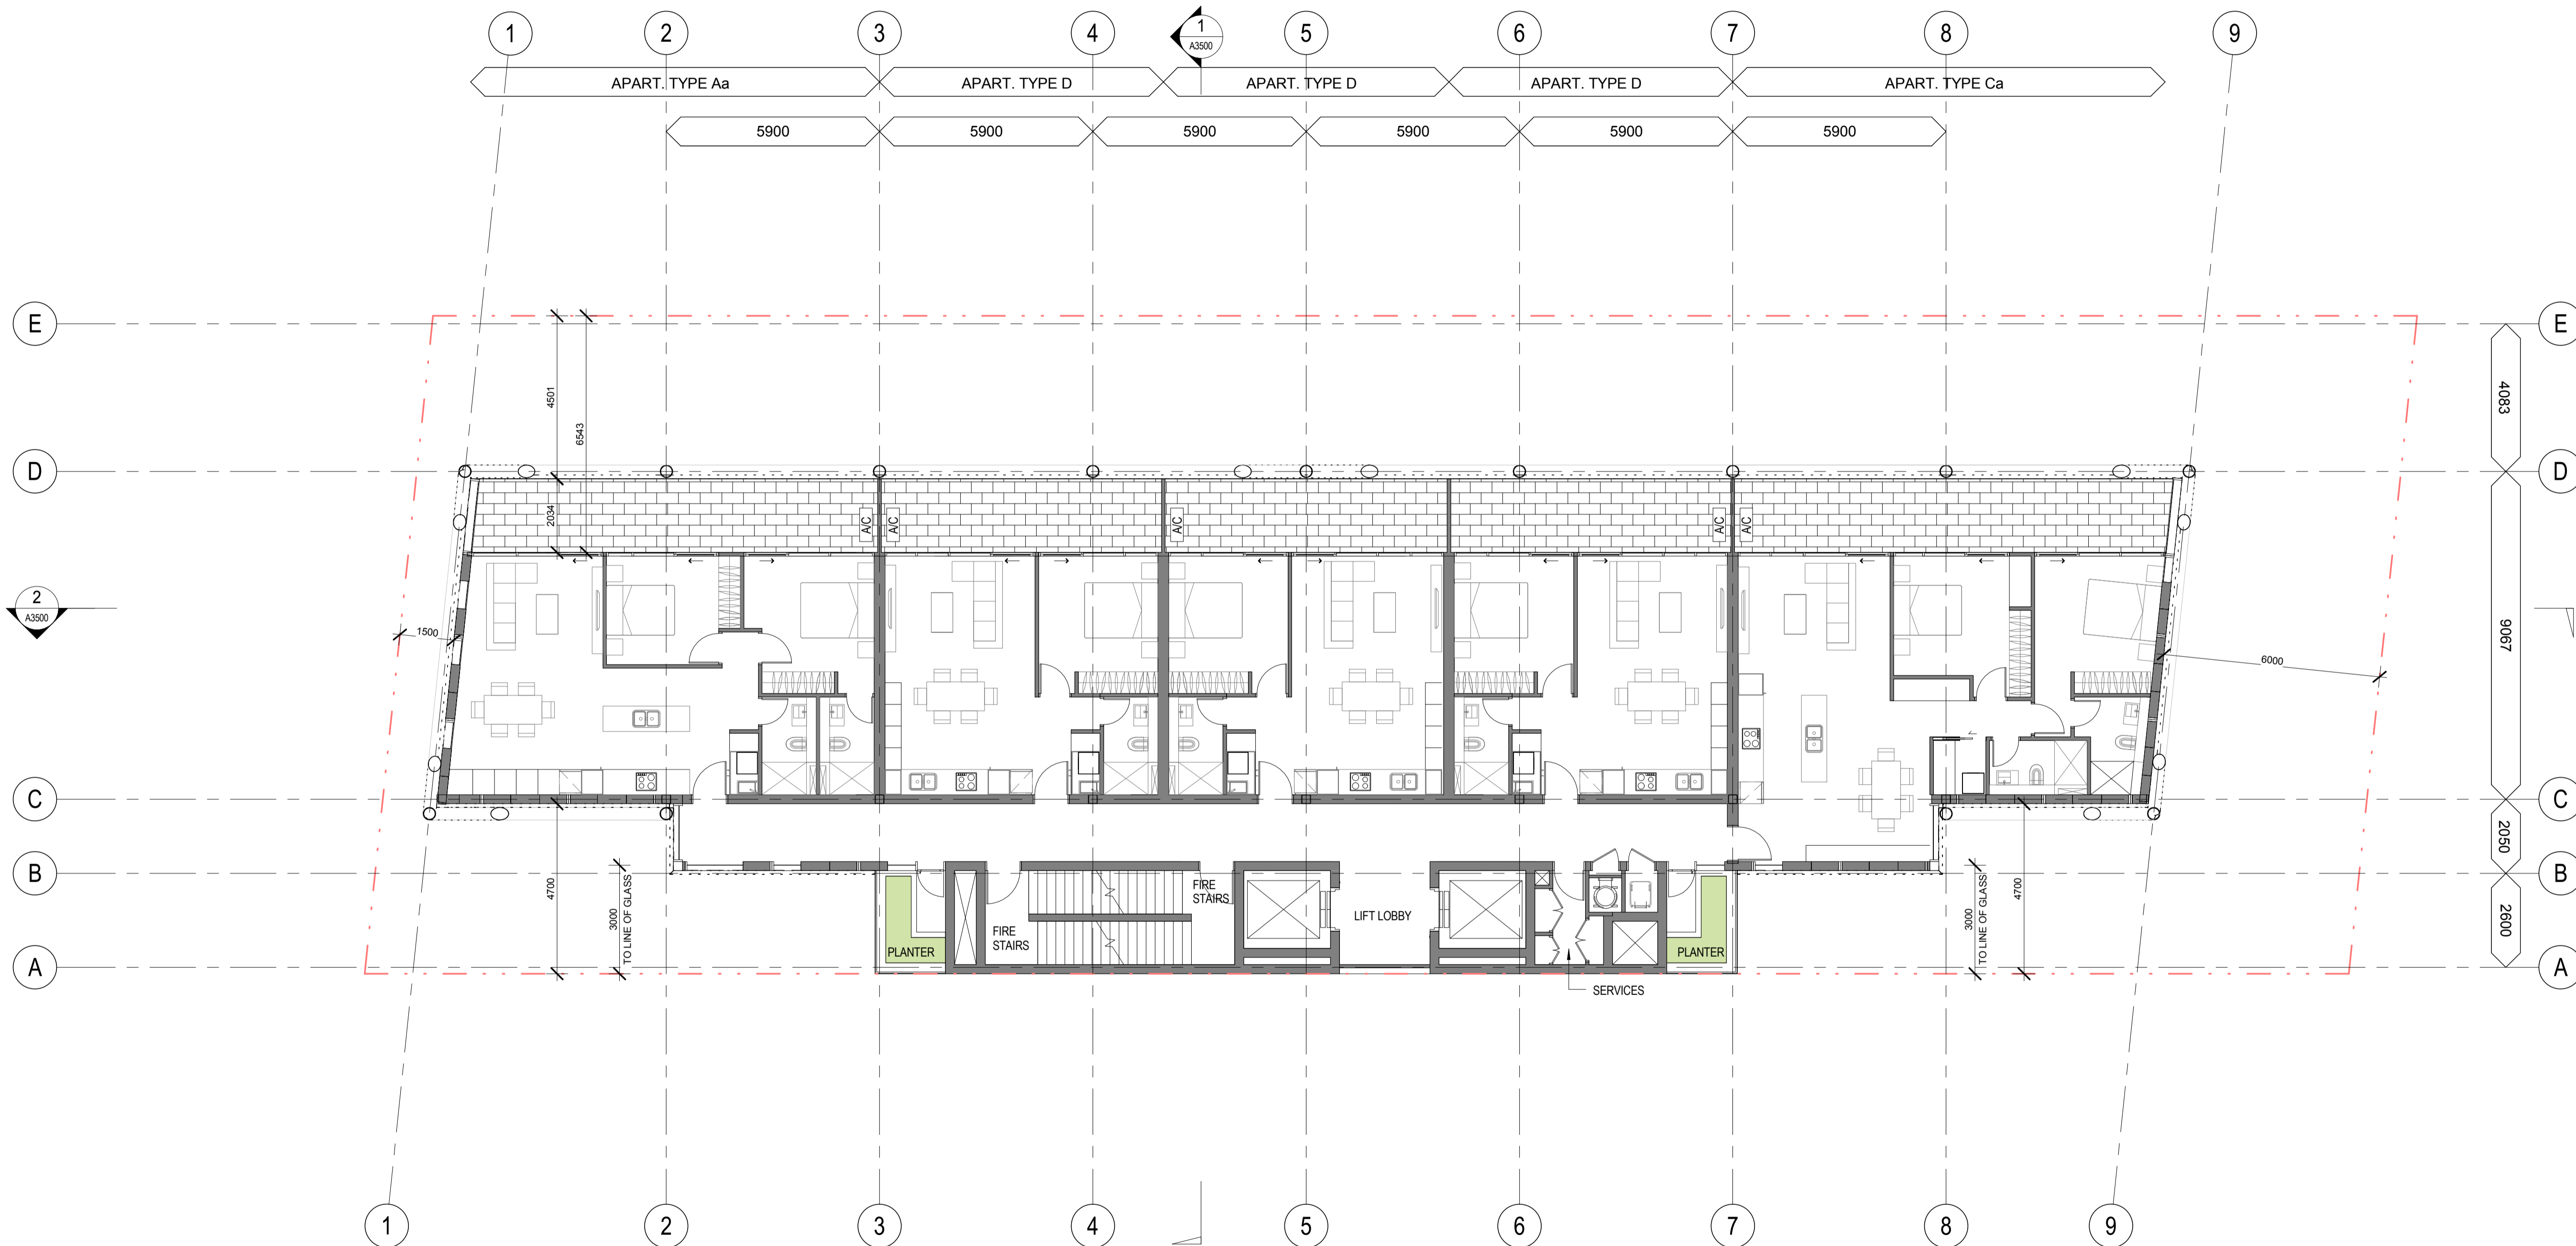 1
2
3
4
1
A3500
5
6
7
8
9
APART. TYPE Aa
APART. TYPE D
APART. TYPE D
APART. TYPE D
APART. TYPE Ca
5900
5900
5900
5900
5900
5900
E
E
4501
6543
4083
D
D
2034
A/C
A/C
A/C
A/C
A/C
2
A3500
1500
6000
9067
C
C
2050
B
B
4700
3000
TO LINE OF GLASS
PLANTER
FIRE
STAIRS
FIRE
STAIRS
LIFT LOBBY
PLANTER
3000
TO LINE OF GLASS
4700
2600
A
A
SERVICES
1
2
3
4
5
6
7
8
9